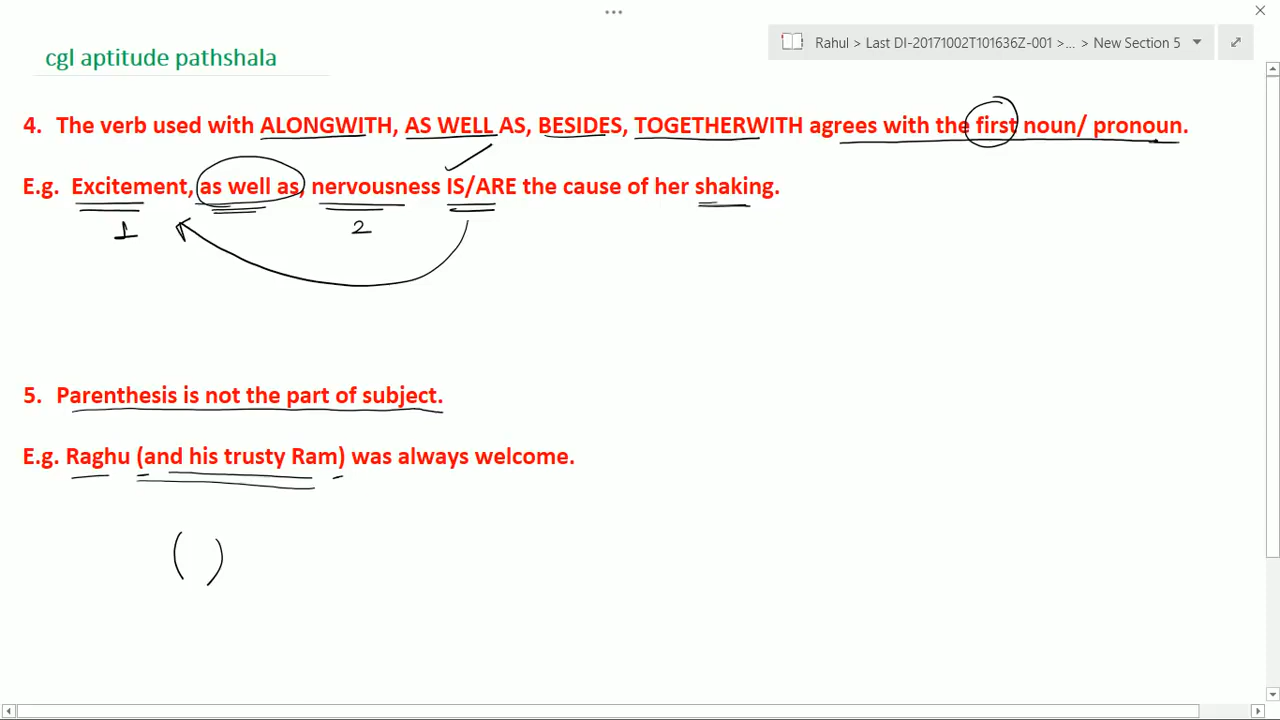 Rahul > Last DI-20171002T101636Z-001 >... > New Section 5
cgl aptitude pathshala
4. The verb used with ALONGWITH, AS WELL AS, BESIDES, TOGETHERWITH agrees with the first noun/ pronoun.
E.g. Excitement, as well as, nervousness IS/ARE the cause of her shaking.
1 2
5. Parenthesis is not the part of subject.
E.g. Raghu (and his trusty Ram) was always welcome.
( )